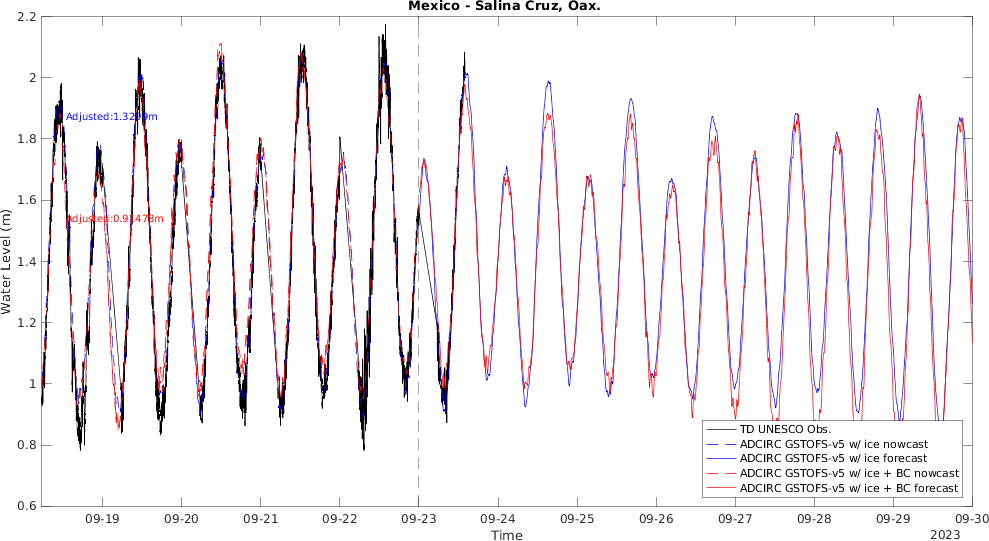 Mexico - Salina Cruz, Oax.
2.2
2
1.8
1.6
1.4
1.2
1
0.8
0.6
Water Level (m)
Adjusted:1.3299m
Adjusted:0.91478m
TD UNESCO Obs.
ADCIRC GSTOFS-v5 w/ ice nowcast
ADCIRC GSTOFS-v5 w/ ice forecast
ADCIRC GSTOFS-v5 w/ ice + BC nowcast
ADCIRC GSTOFS-v5 w/ ice + BC forecast
09-19 09-20 09-21 09-22 09-23 09-24 09-25 09-26 09-27 09-28 09-29 09-30
Time
2023